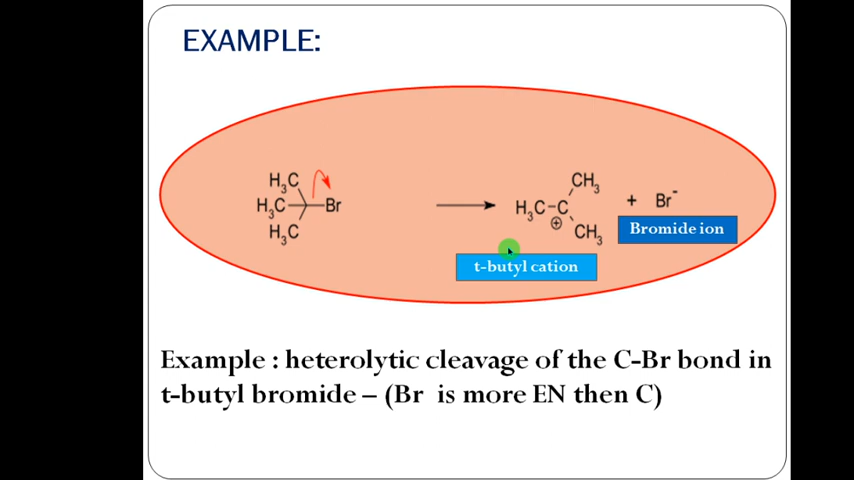 EXAMPLE:
H₃C
H₃C Br
H₃C
CH₃
H₃C-C
⊕
CH₃
+ Br⁻
Bromide ion
t-butyl cation
Example : heterolytic cleavage of the C-Br bond in
t-butyl bromide – (Br is more EN then C)